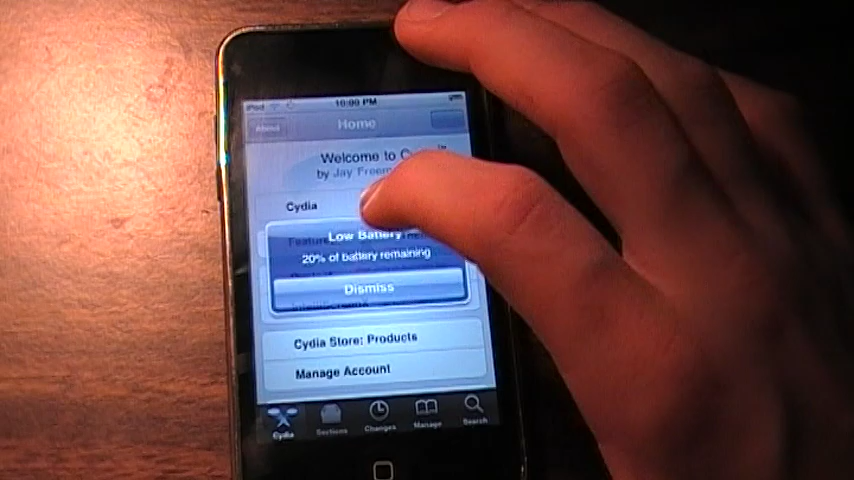 iPod 10:00 PM
About Home
Welcome to
by Jay
Cydia
Low Battery
20% of battery remaining
Dismiss
Cydia Store: Products
Manage Account
Cydia Sections Changes Manage Search